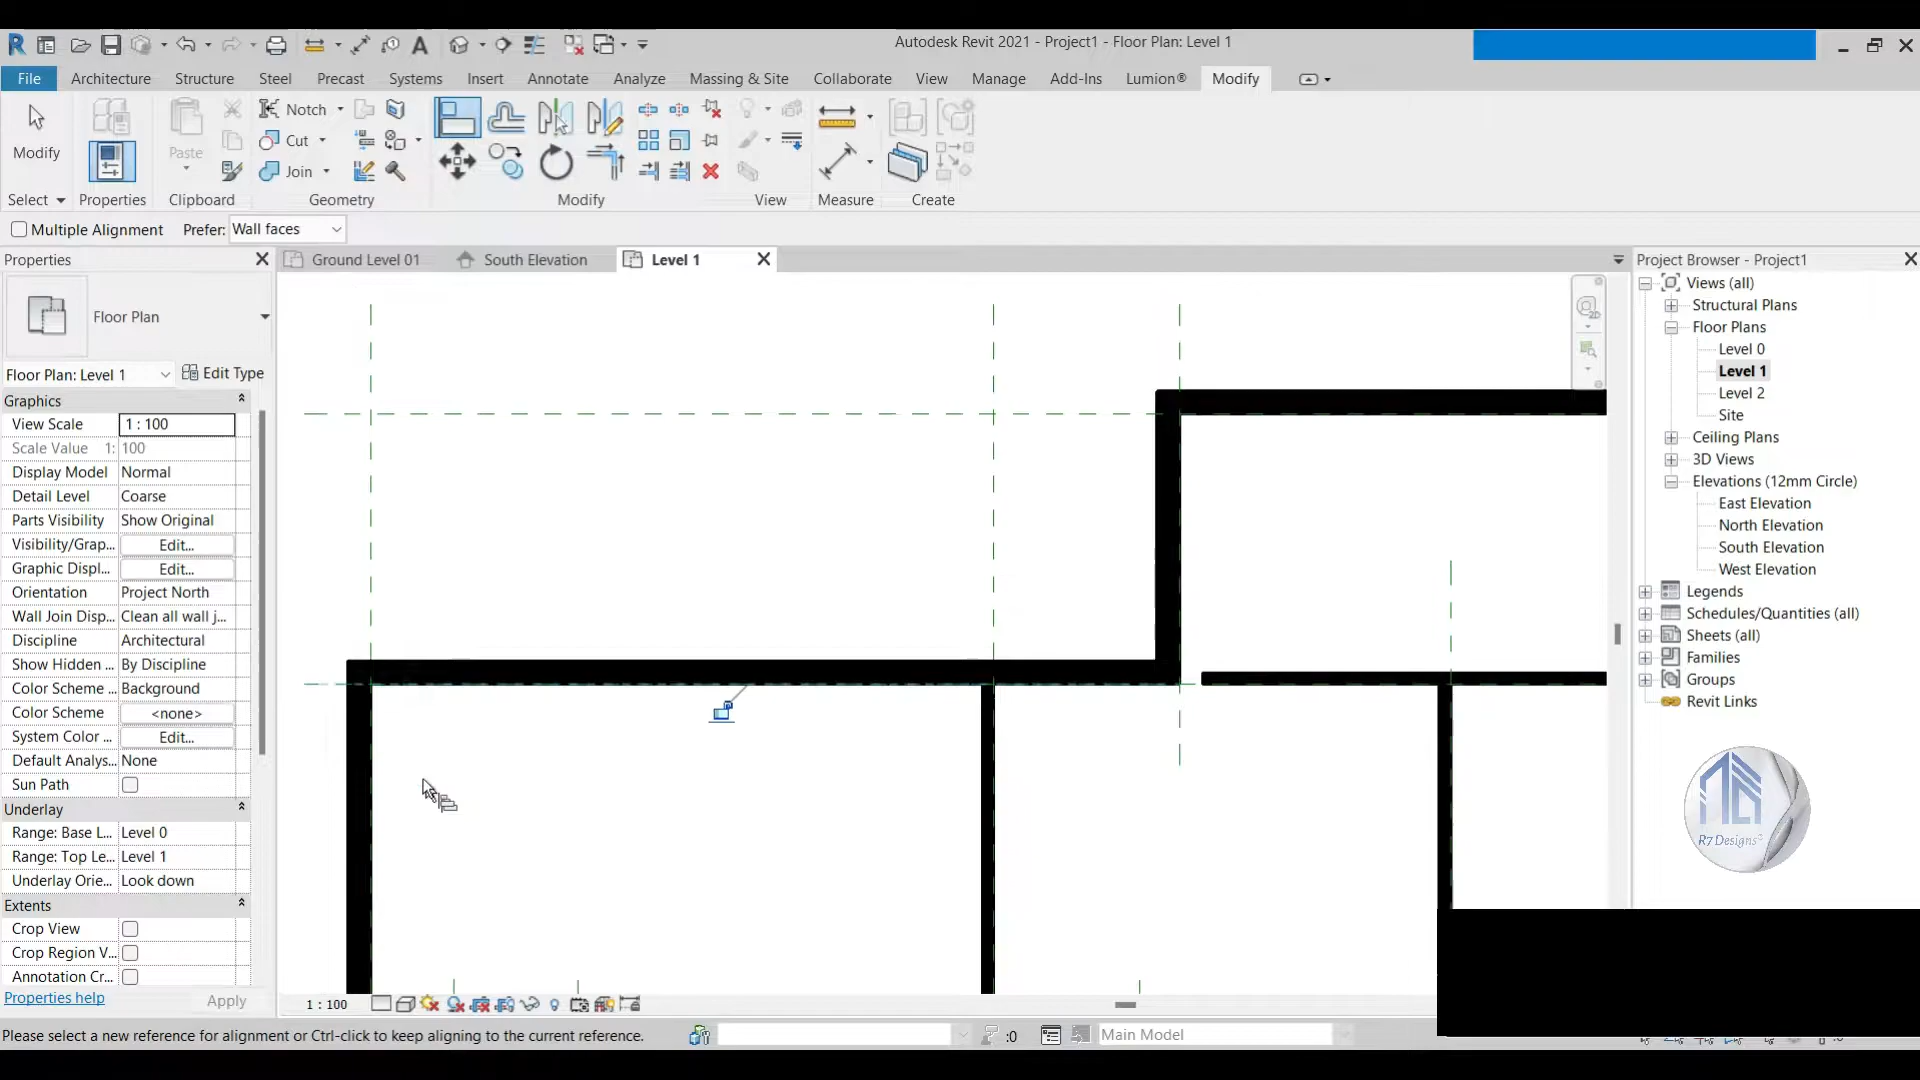 Autodesk Revit 2021 - Project1 - Floor Plan: Level 1
File Architecture Structure Steel Precast Systems Insert Annotate Analyze Massing & Site Collaborate View Manage Add-Ins Lumion® Modify
Modify Paste Notch Cut Join
Select Properties Clipboard Geometry Modify View Measure Create
Multiple Alignment Prefer: Wall faces
Properties
Ground Level 01 South Elevation Level 1
Project Browser - Project1
Floor Plan
Floor Plan: Level 1 Edit Type
Graphics
View Scale 1 : 100
Scale Value 1: 100
Display Model Normal
Detail Level Coarse
Parts Visibility Show Original
Visibility/Grap... Edit...
Graphic Displ... Edit...
Orientation Project North
Wall Join Disp... Clean all wall j...
Discipline Architectural
Show Hidden ... By Discipline
Color Scheme ... Background
Color Scheme <none>
System Color ... Edit...
Default Analys... None
Sun Path
Underlay
Range: Base L... Level 0
Range: Top Le... Level 1
Underlay Orie... Look down
Extents
Crop View
Crop Region V...
Annotation Cr...
Properties help Apply
Views (all)
Structural Plans
Floor Plans
Level 0
Level 1
Level 2
Site
Ceiling Plans
3D Views
Elevations (12mm Circle)
East Elevation
North Elevation
South Elevation
West Elevation
Legends
Schedules/Quantities (all)
Sheets (all)
Families
Groups
Revit Links
R7 Designs
1 : 100
Please select a new reference for alignment or Ctrl-click to keep aligning to the current reference.
:0 Main Model